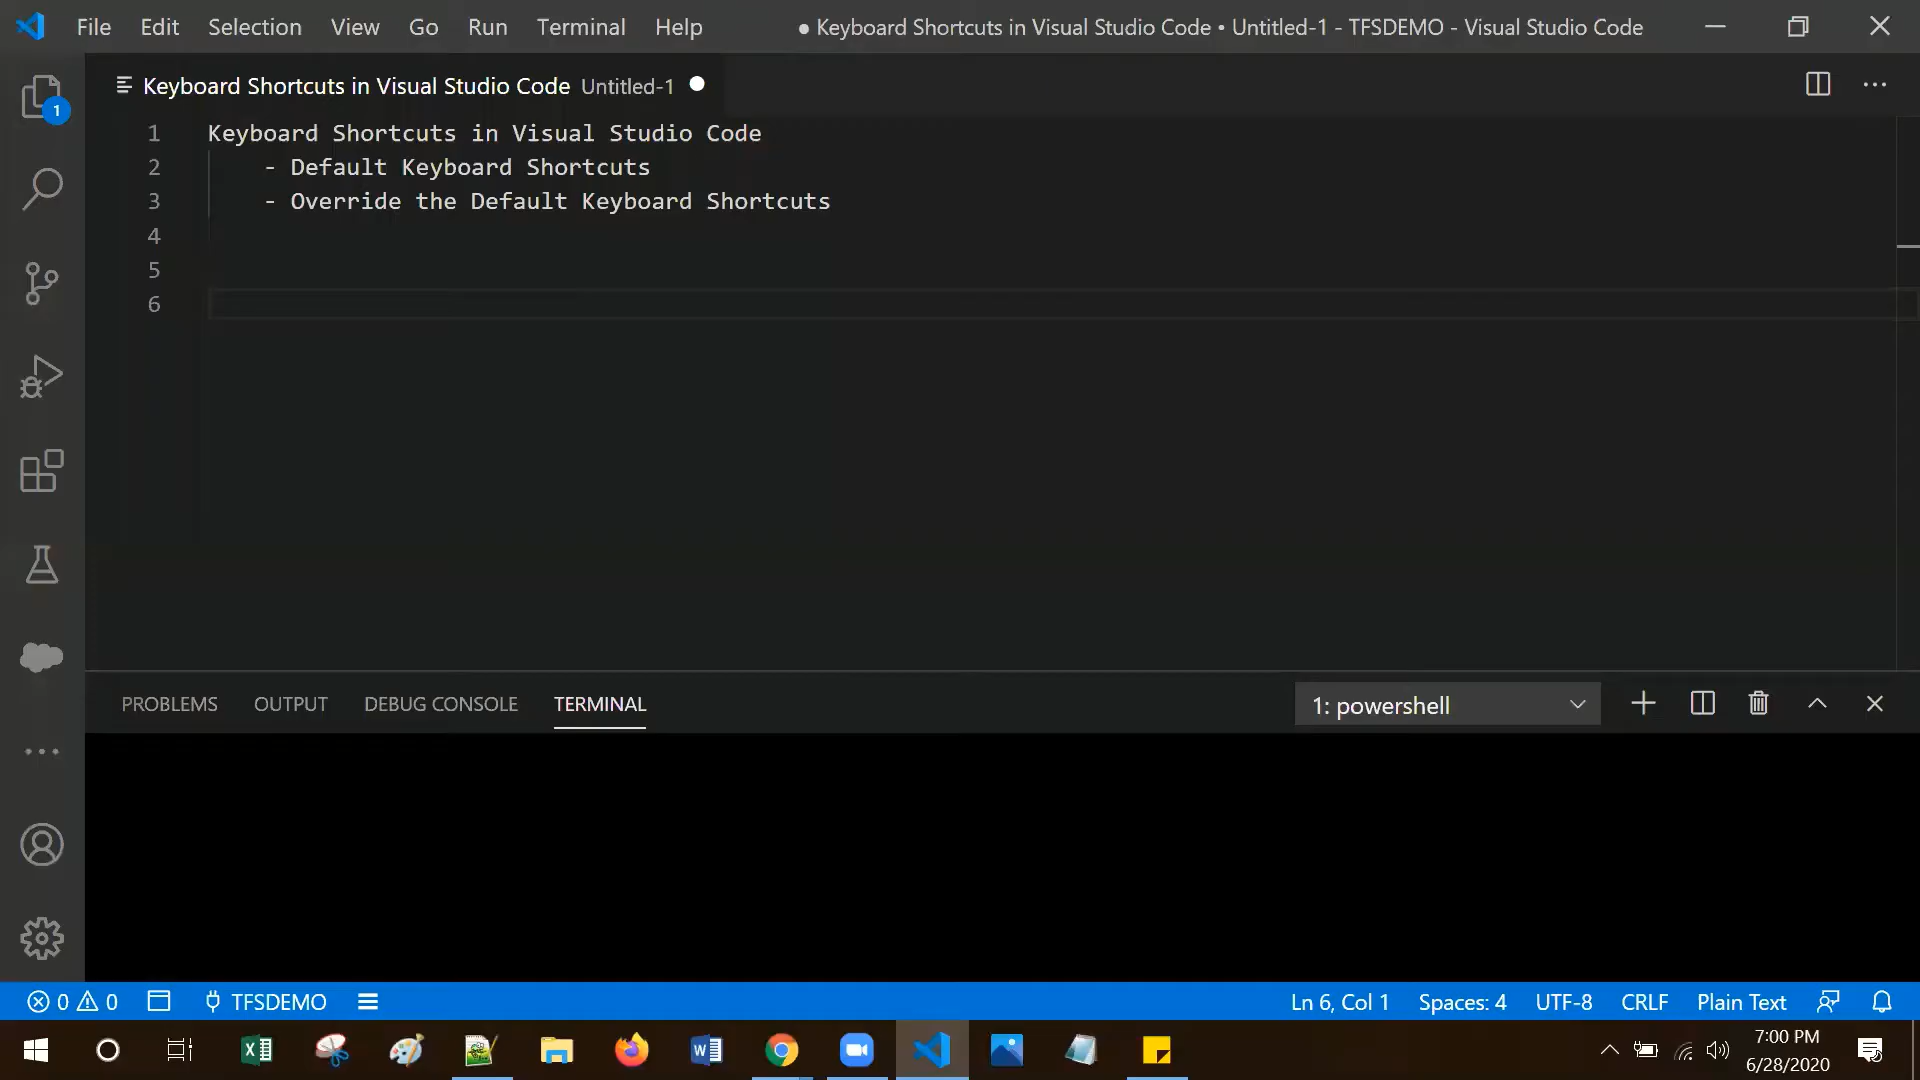 File Edit Selection View Go Run Terminal Help
● Keyboard Shortcuts in Visual Studio Code • Untitled-1 - TFSDEMO - Visual Studio Code
Keyboard Shortcuts in Visual Studio Code Untitled-1
1
1 Keyboard Shortcuts in Visual Studio Code
2 - Default Keyboard Shortcuts
3 - Override the Default Keyboard Shortcuts
4
5
6
PROBLEMS OUTPUT DEBUG CONSOLE TERMINAL 1: powershell
0 0 TFSDEMO Ln 6, Col 1 Spaces: 4 UTF-8 CRLF Plain Text
7:00 PM
6/28/2020